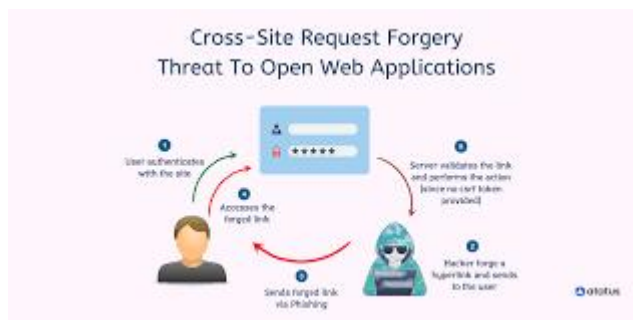 Cross-Site Request Forgery
Threat To Open Web Applications
1
User authenticates
with the site
4
Accesses the
forged link
*****
5
Server validates the link
and performs the action
(since no csrf token
provided)
2
Hacker forge a
hyperlink and sends
to the user
3
Sends forged link
via Phishing
atatus